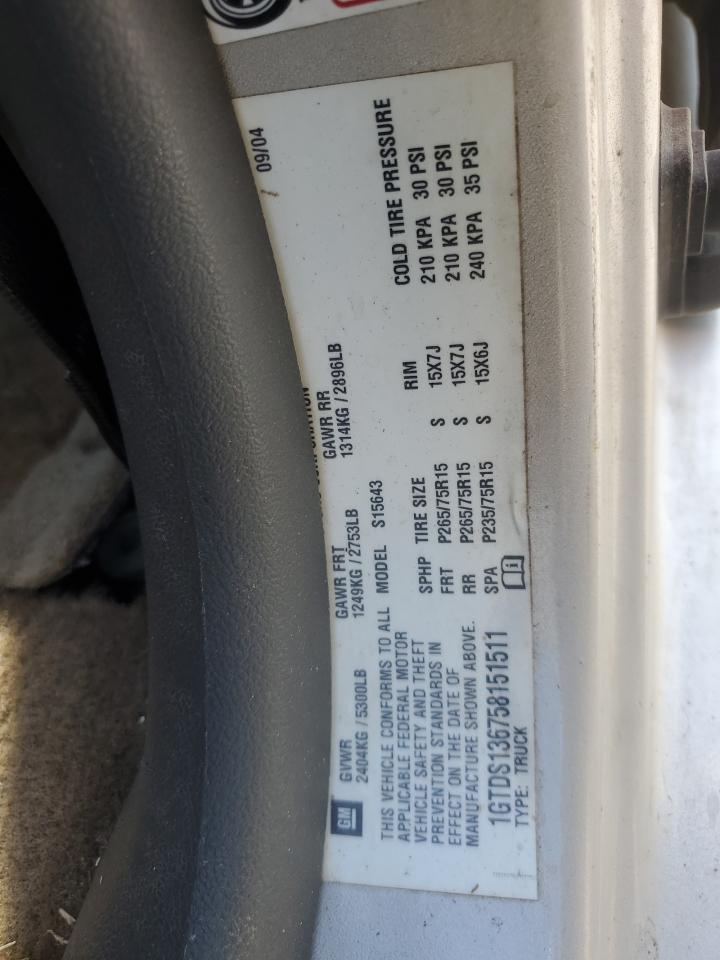 09/04
GVWR
2404KG / 5300LB
GAWR FRT
1249KG / 2753LB
GAWR RR
1314KG / 2896LB
GM
THIS VEHICLE CONFORMS TO ALL
APPLICABLE FEDERAL MOTOR
VEHICLE SAFETY AND THEFT
PREVENTION STANDARDS IN
EFFECT ON THE DATE OF
MANUFACTURE SHOWN ABOVE.
1GTDS136758151511
TYPE: TRUCK
MODEL S15643
SPHP TIRE SIZE RIM COLD TIRE PRESSURE
FRT P265/75R15 S 15X7J 210 KPA 30 PSI
RR P265/75R15 S 15X7J 210 KPA 30 PSI
SPA P235/75R15 S 15X6J 240 KPA 35 PSI